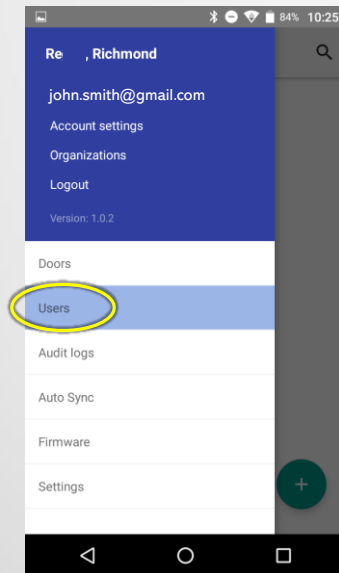 84% 10:25
Re , Richmond
john.smith@gmail.com
Account settings
Organizations
Logout
Version: 1.0.2
Doors
Users
Audit logs
Auto Sync
Firmware
Settings